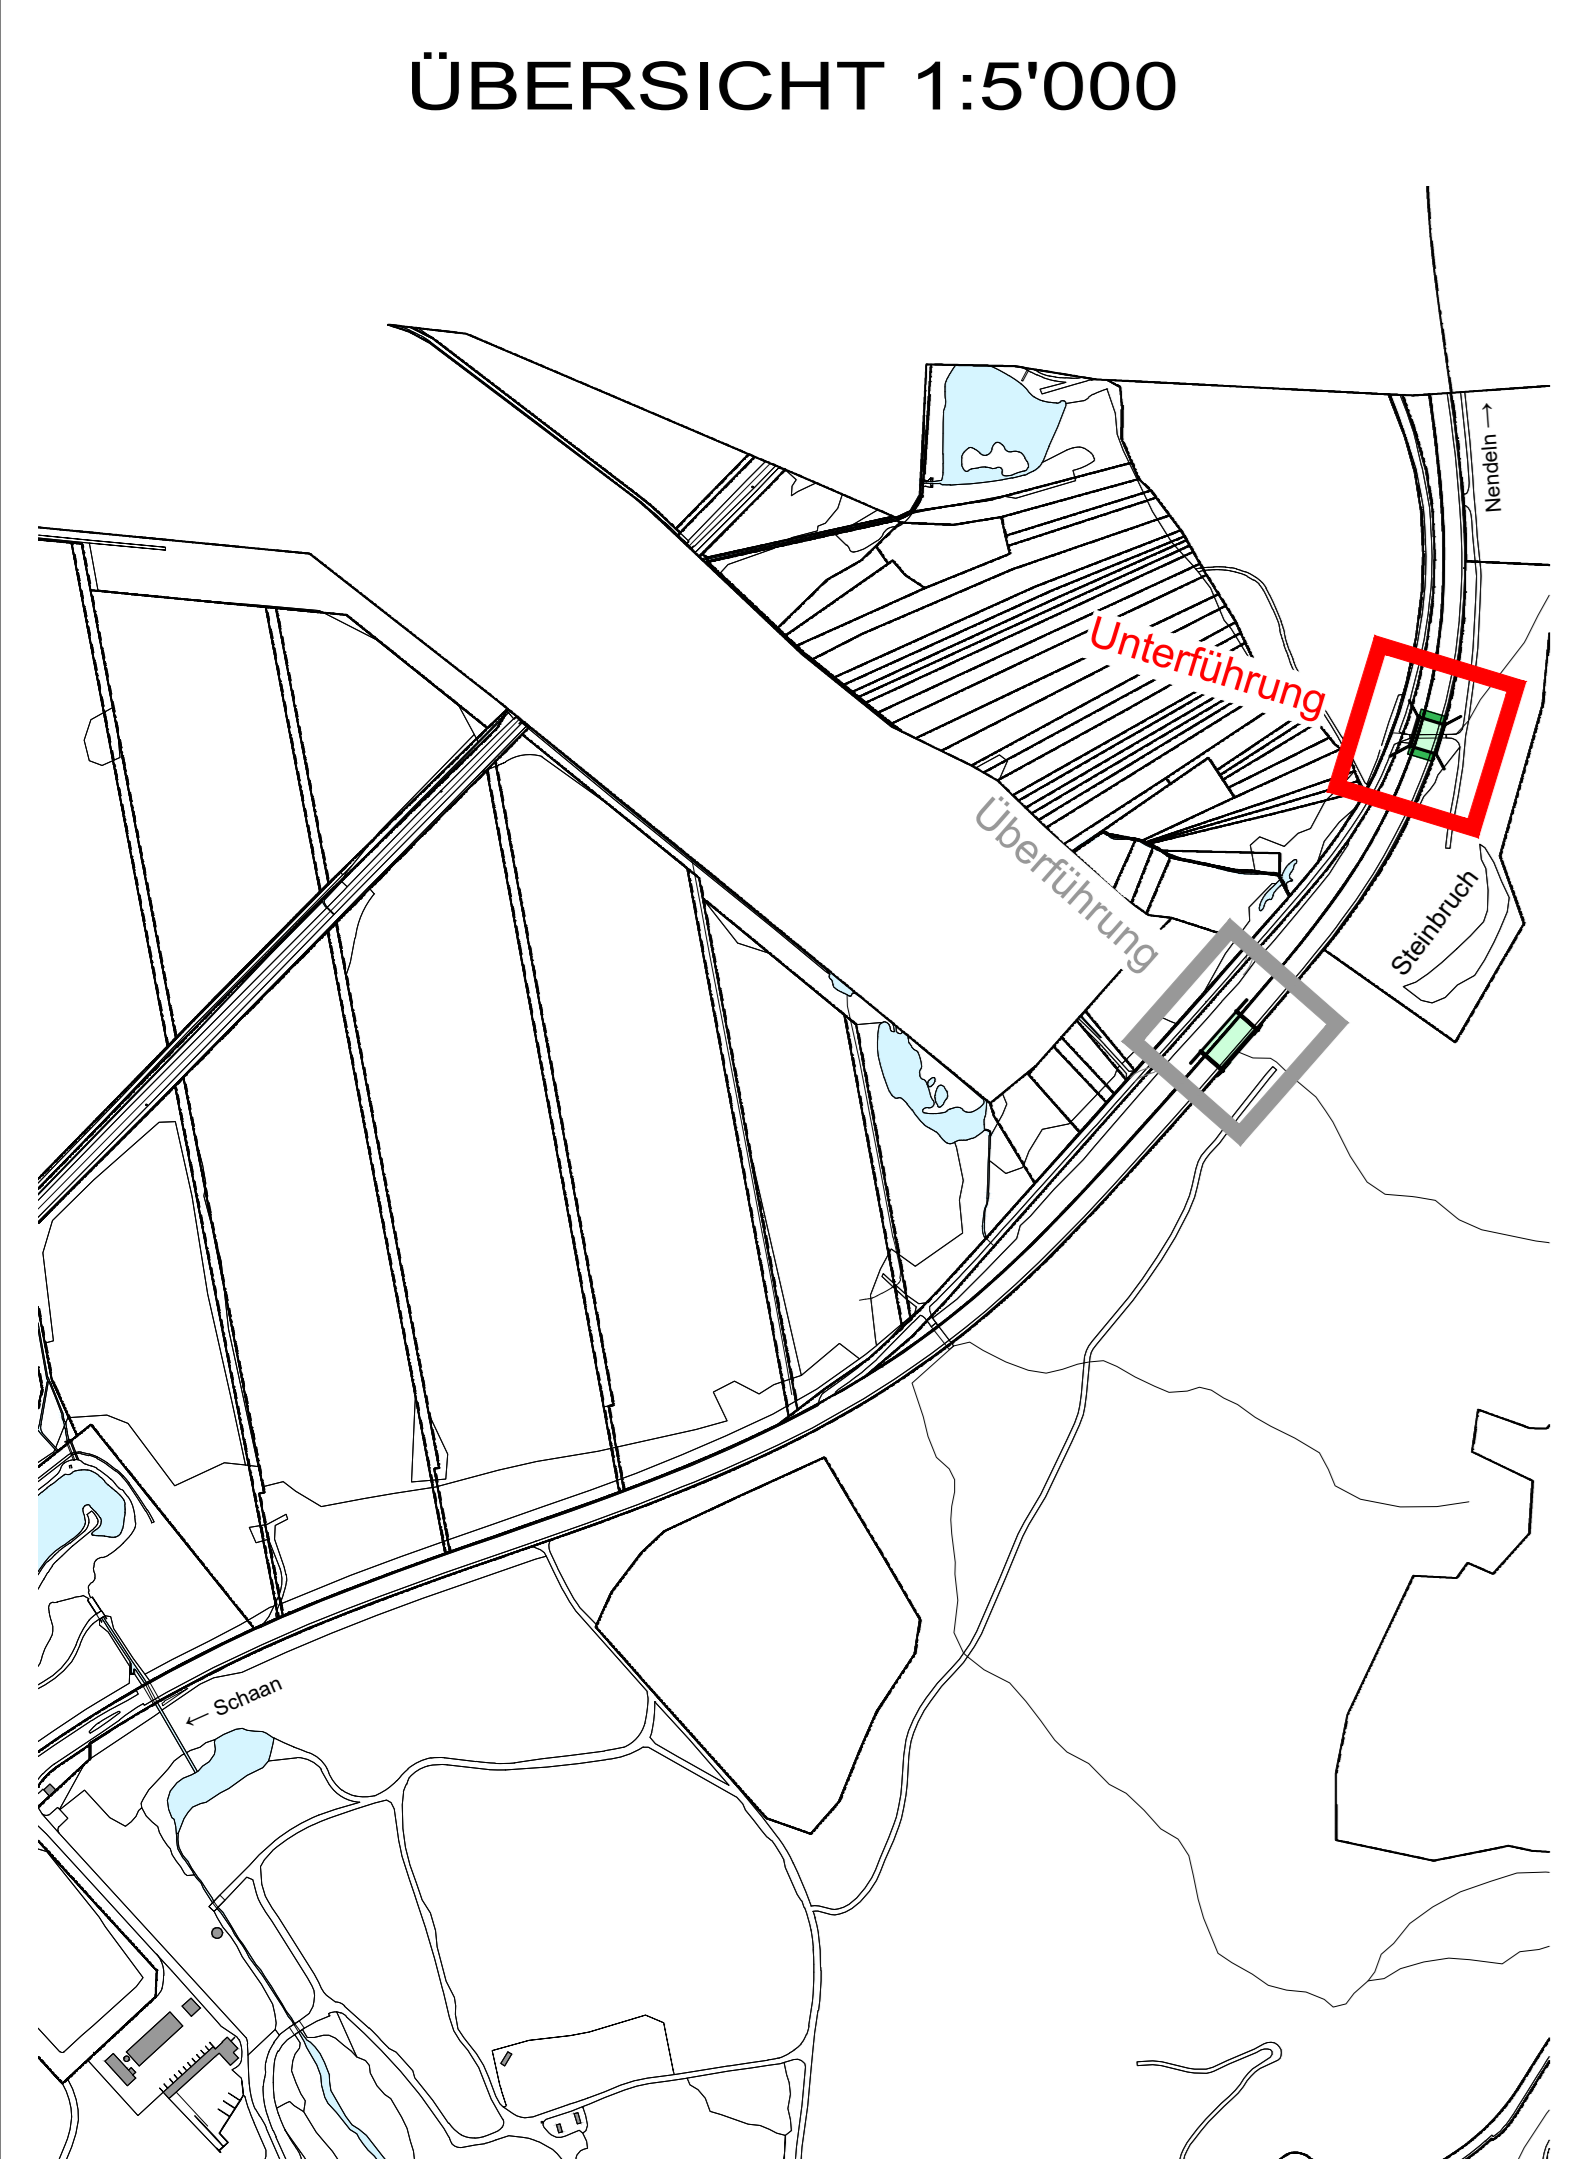 ÜBERSICHT 1:5'000
Nendeln →
Unterführung
Überführung
Steinbruch
← Schaan